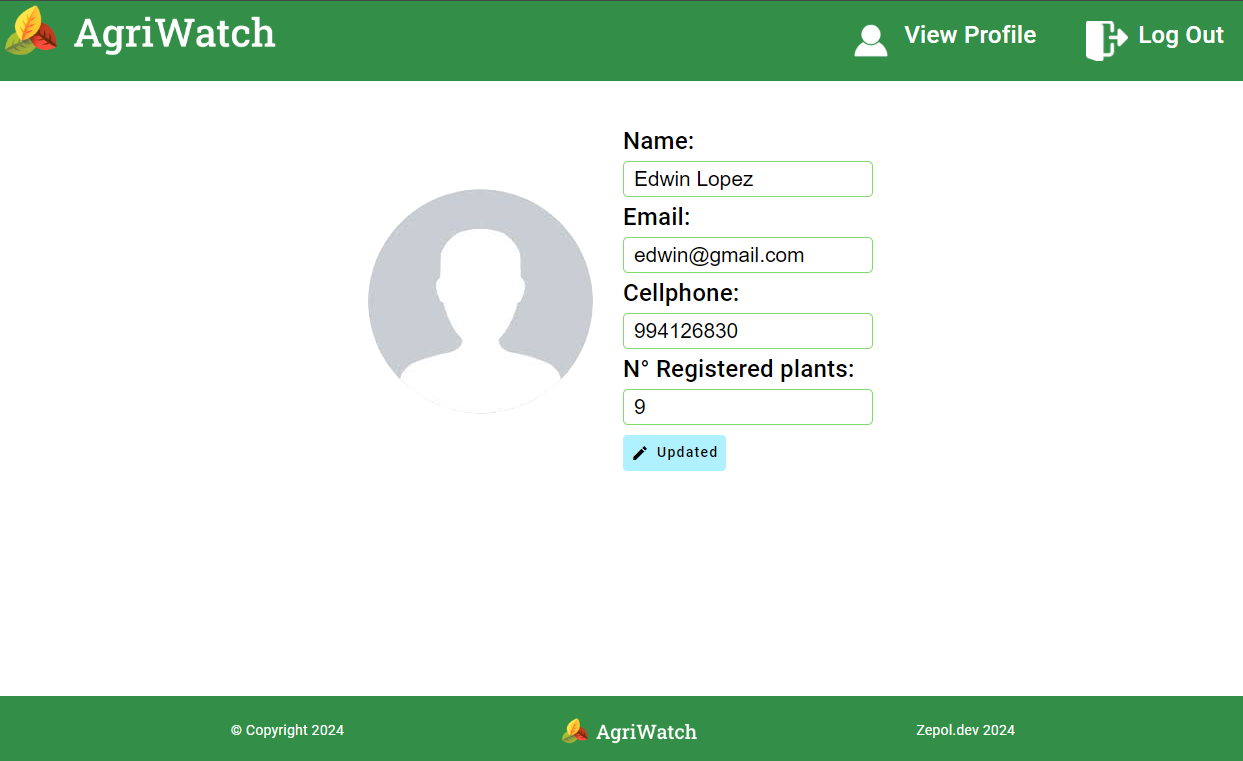 AgriWatch
View Profile
Log Out
Name:
Edwin Lopez
Email:
edwin@gmail.com
Cellphone:
994126830
N° Registered plants:
9
Updated
© Copyright 2024
AgriWatch
Zepol.dev 2024